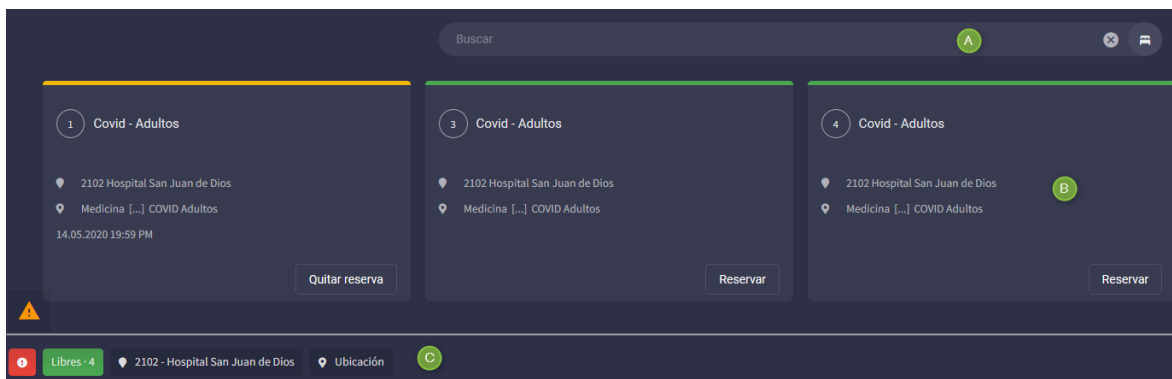 Buscar
A
1 Covid - Adultos
2102 Hospital San Juan de Dios
Medicina [...] COVID Adultos
14.05.2020 19:59 PM
Quitar reserva
3 Covid - Adultos
2102 Hospital San Juan de Dios
Medicina [...] COVID Adultos
Reservar
4 Covid - Adultos
2102 Hospital San Juan de Dios
B
Medicina [...] COVID Adultos
Reservar
Libres · 4 2102 - Hospital San Juan de Dios Ubicación C